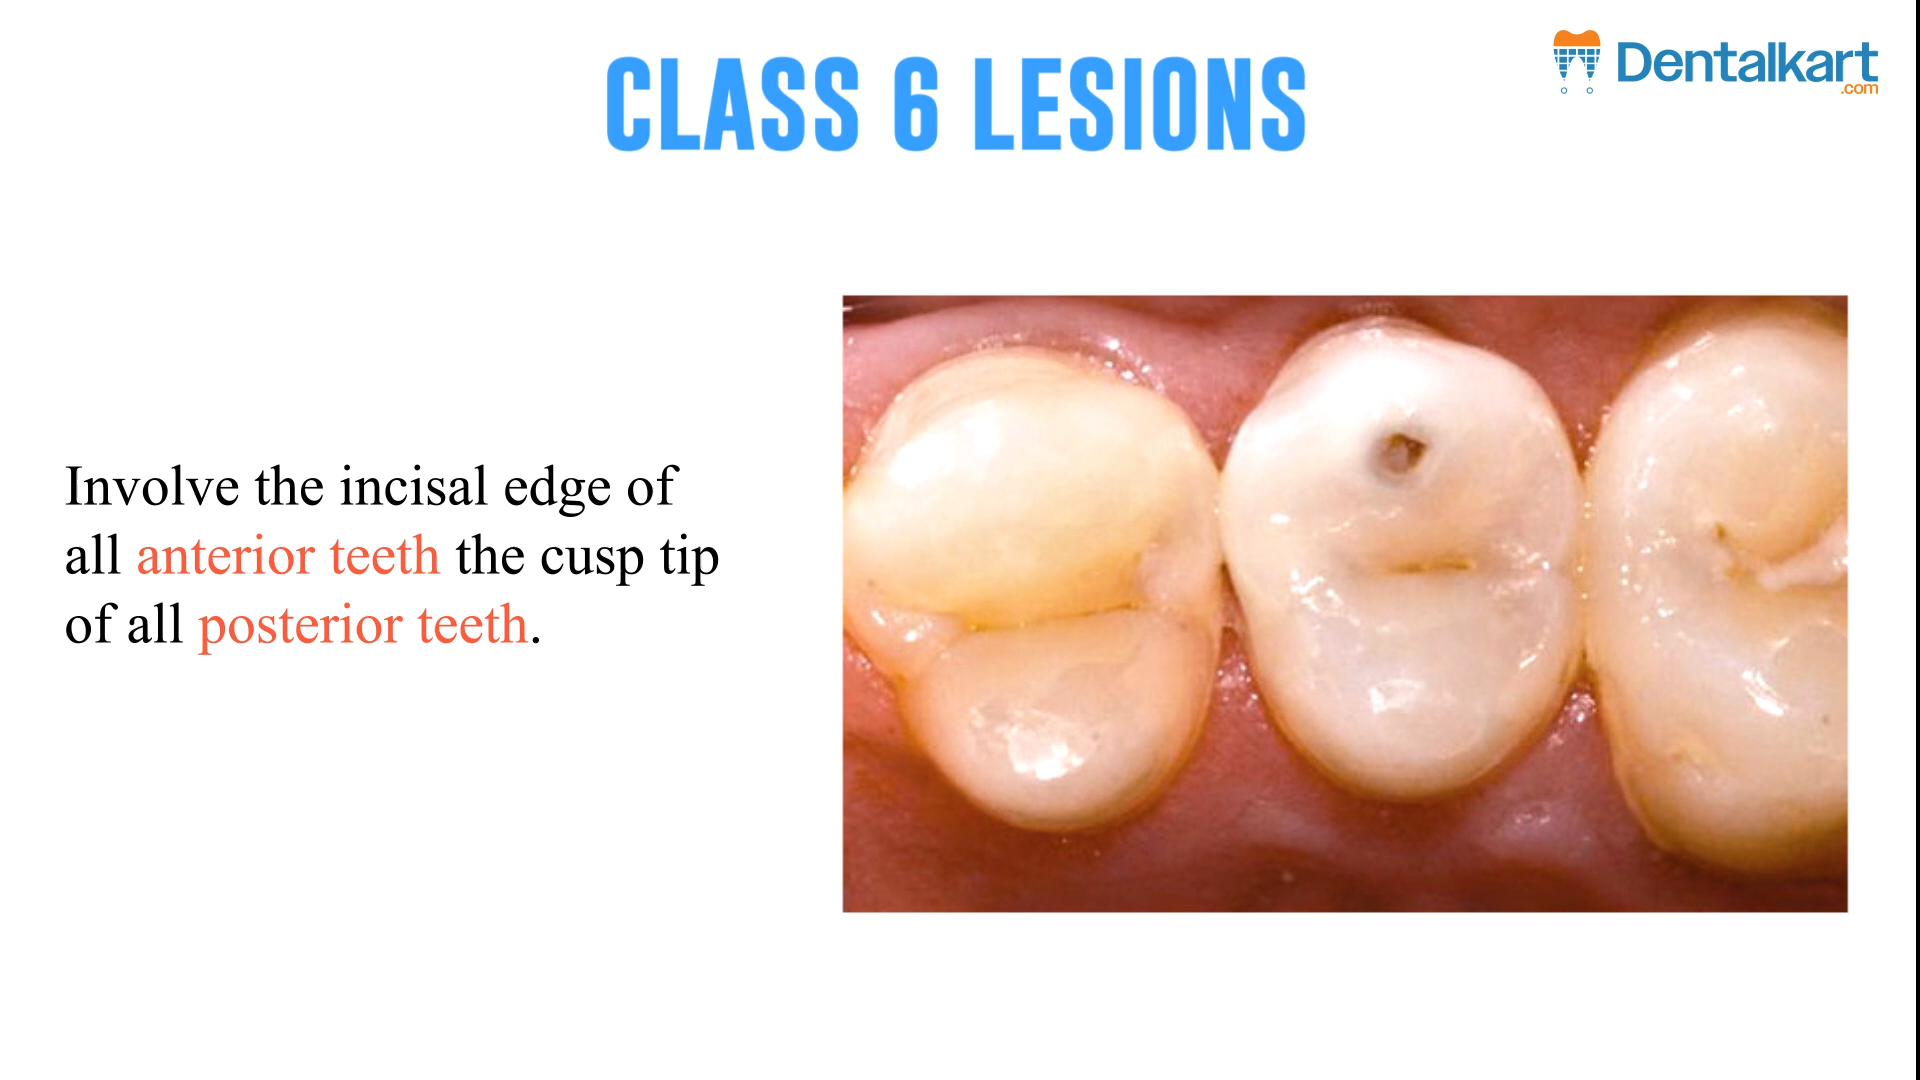 CLASS 6 LESIONS
Dentalkart
.com
Involve the incisal edge of
all anterior teeth the cusp tip
of all posterior teeth.